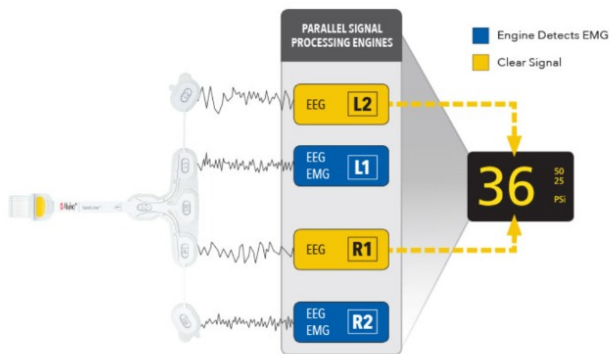 PARALLEL SIGNAL
PROCESSING ENGINES
Engine Detects EMG
Clear Signal
EEG L2
EEG
EMG
L1
EEG R1
EEG
EMG
R2
36
50
25
PSi